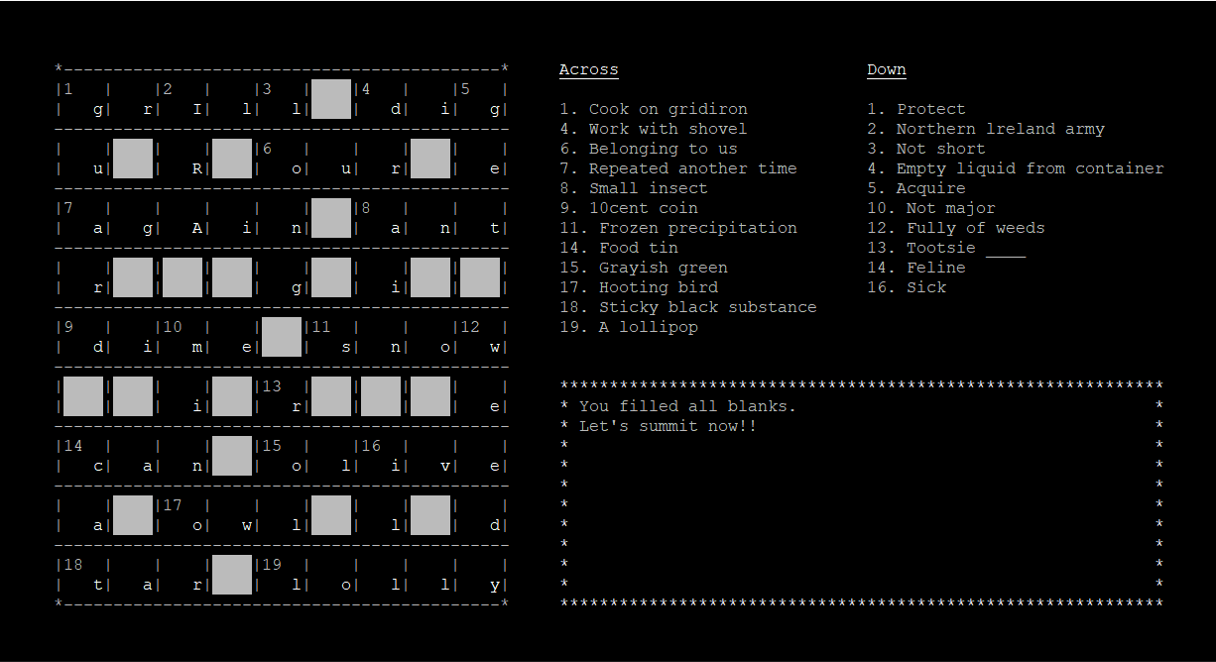 1 2 3 4 5
g r I l l d i g
6
u R o u r e
7 8
a g A i n a n t
r g i
9 10 11 12
d i m e s n o w
13
i r e
14 15 16
c a n o l i v e
17
a o w l l d
18 19
t a r l o l l y
Across
1. Cook on gridiron
4. Work with shovel
6. Belonging to us
7. Repeated another time
8. Small insect
9. 10cent coin
11. Frozen precipitation
14. Food tin
15. Grayish green
17. Hooting bird
18. Sticky black substance
19. A lollipop
Down
1. Protect
2. Northern lreland army
3. Not short
4. Empty liquid from container
5. Acquire
10. Not major
12. Fully of weeds
13. Tootsie ____
14. Feline
16. Sick
You filled all blanks.
Let's summit now!!